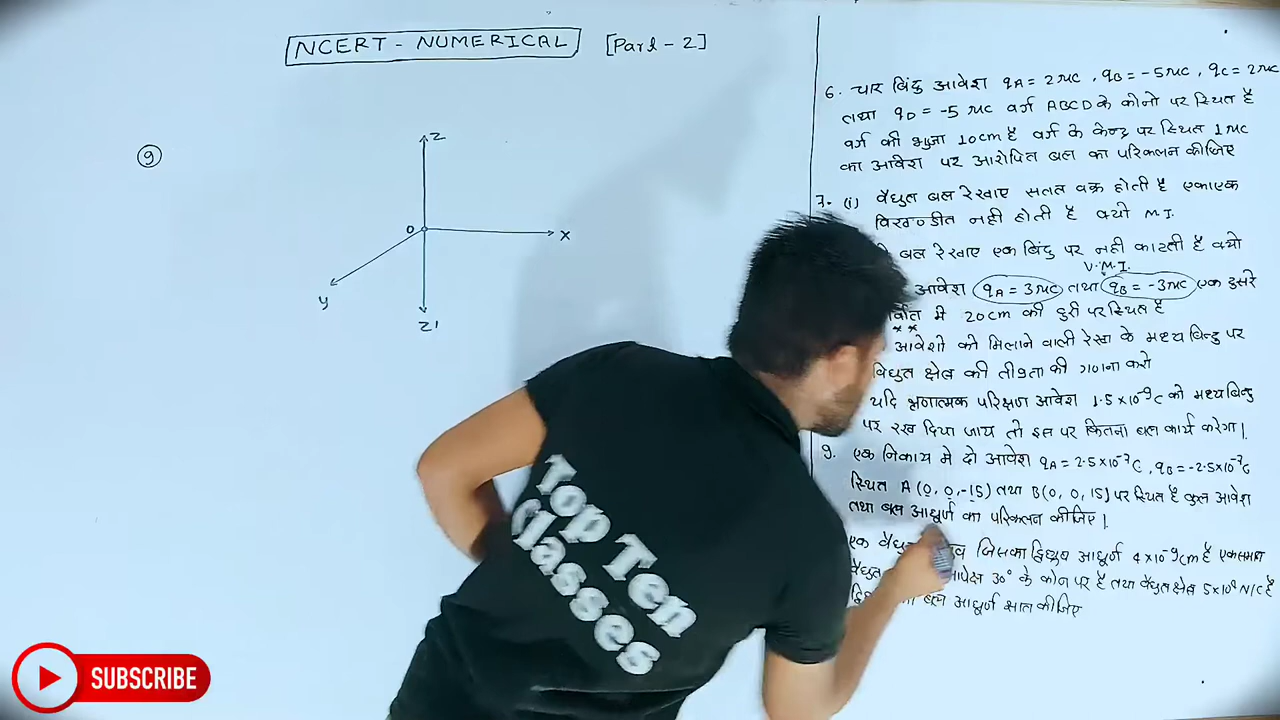 NCERT - NUMERICAL [Part - 2]
9
Z
O
X
y
Z1
6. चार बिंदु आवेश qA = 2μC, qB = -5μC, qC = 2μC
तथा qD = -5 μC वर्ग ABCD के कोनो पर स्थित है
वर्ग की भुजा 10cm है वर्ग के केन्द्र पर स्थित 1μC
का आवेश पर आरोपित बल का परिकलन कीजिए
7. (i) वैधुत बल रेखाए सतत वक्र होती है एकाएक
विखण्डीत नही होती है क्यो M.I.
बल रेखाए एक बिंदु पर नही काटती है क्यो
V.M.I.
आवेश qA = 3μC तथा qB = -3μC एक दुसरे
मे 20cm की दुरी पर स्थित है
आवेशो को मिलाने वाली रेखा के मध्य बिन्दु पर
विधुत क्षेत्र की तीव्रता की गणना करो
यदि ऋणात्मक परिक्षण आवेश 1.5×10⁻⁹C को मध्य बिन्दु
पर रख दिया जाय तो इस पर कितना बल कार्य करेगा।
9. एक निकाय मे दो आवेश qA = 2.5×10⁻⁷C, qB = -2.5×10⁻⁷C
स्थित A (0, 0, -15) तथा B(0, 0, 15) पर स्थित है कुल आवेश
तथा बल आधूर्ण का परिकलन कीजिए।
एक जिसका द्विध्रुव आधूर्ण 4×10⁻⁹cm है एकसमान
30° के कोन पर है तथा वैधुत क्षेत्र N/C है
बल आधूर्ण ज्ञात कीजिए
Top Ten
Classes
SUBSCRIBE